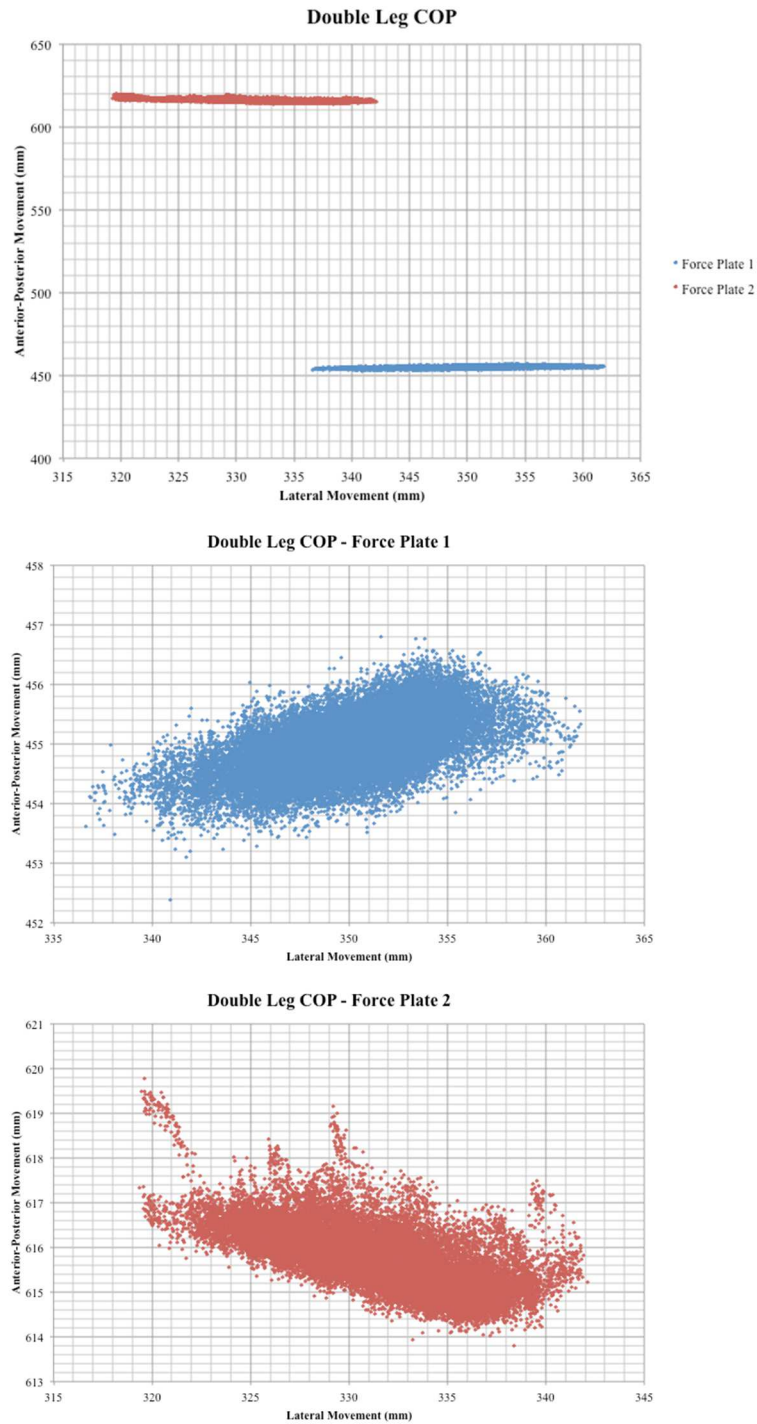 Double Leg COP
650
600
550
500
450
400
Anterior-Posterior Movement (mm)
315 320 325 330 335 340 345 350 355 360 365
Lateral Movement (mm)
Force Plate 1
Force Plate 2
Double Leg COP - Force Plate 1
458
457
456
455
454
453
452
Anterior-Posterior Movement (mm)
335 340 345 350 355 360 365
Lateral Movement (mm)
Double Leg COP - Force Plate 2
621
620
619
618
617
616
615
614
613
Anterior-Posterior Movement (mm)
315 320 325 330 335 340 345
Lateral Movement (mm)